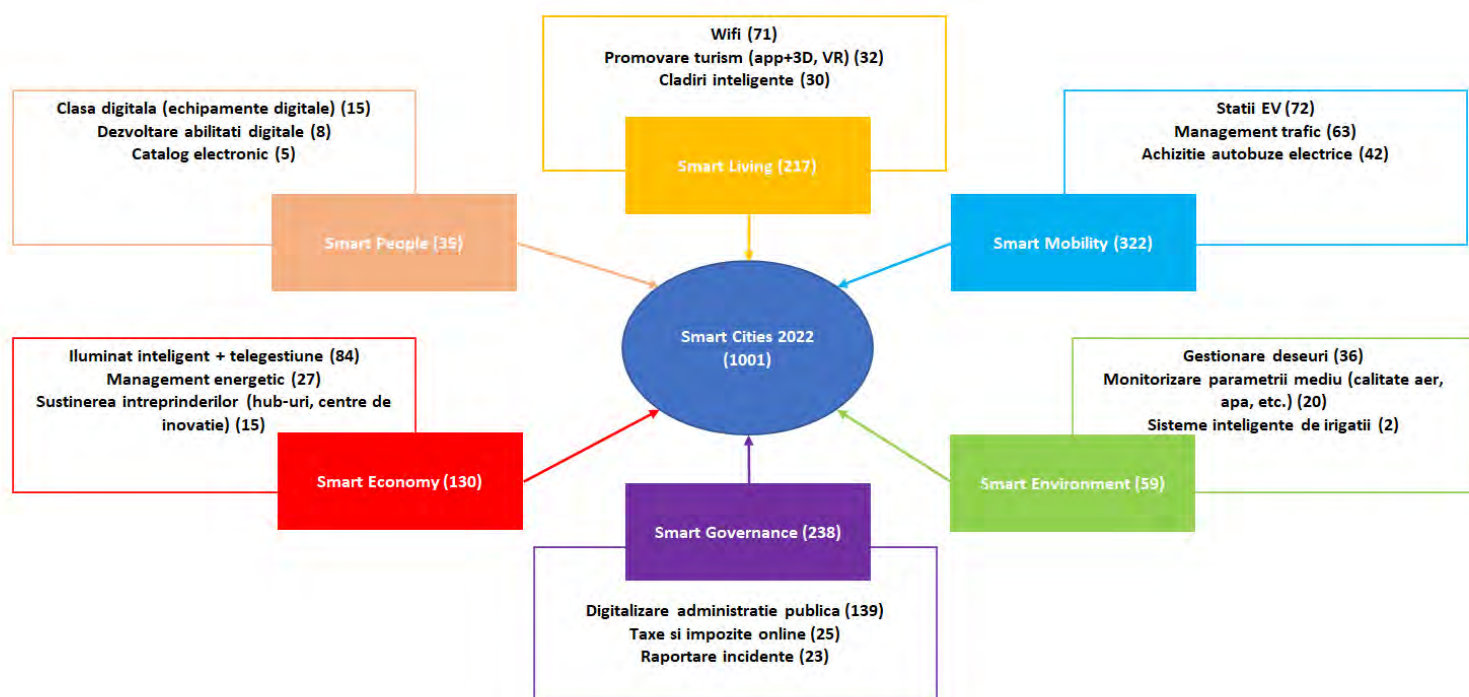 Wifi (71)
Promovare turism (app+3D, VR) (32)
Cladiri inteligente (30)
Smart Living (217)
Clasa digitala (echipamente digitale) (15)
Dezvoltare abilitati digitale (8)
Catalog electronic (5)
Smart People (35)
Statii EV (72)
Management trafic (63)
Achizitie autobuze electrice (42)
Smart Mobility (322)
Smart Cities 2022
(1001)
Iluminat inteligent + telegestiune (84)
Management energetic (27)
Sustinerea intreprinderilor (hub-uri, centre de
inovatie) (15)
Smart Economy (130)
Gestionare deseuri (36)
Monitorizare parametrii mediu (calitate aer,
apa, etc.) (20)
Sisteme inteligente de irigatii (2)
Smart Environment (59)
Smart Governance (238)
Digitalizare administratie publica (139)
Taxe si impozite online (25)
Raportare incidente (23)